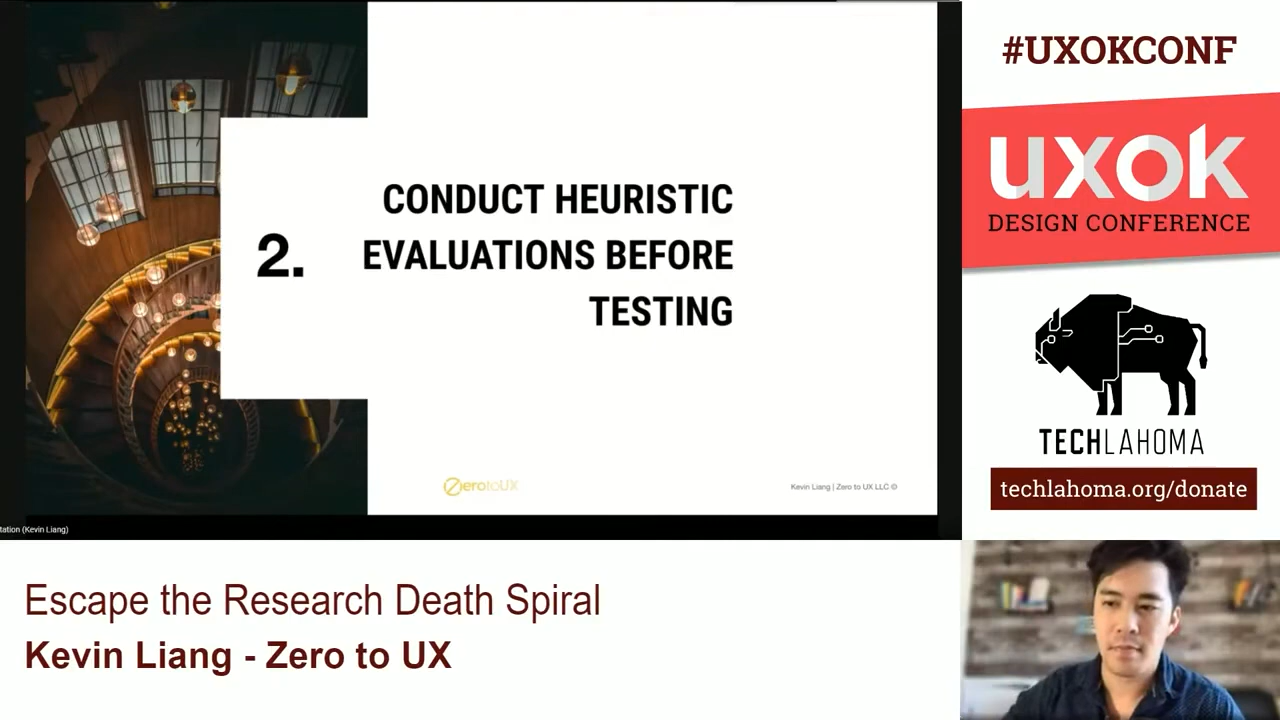 2.
CONDUCT HEURISTIC
EVALUATIONS BEFORE
TESTING
ZerotoUX
Kevin Liang | Zero to UX LLC ©
tation (Kevin Liang)
#UXOKCONF
uxok
DESIGN CONFERENCE
TECHLAHOMA
techlahoma.org/donate
Escape the Research Death Spiral
Kevin Liang - Zero to UX